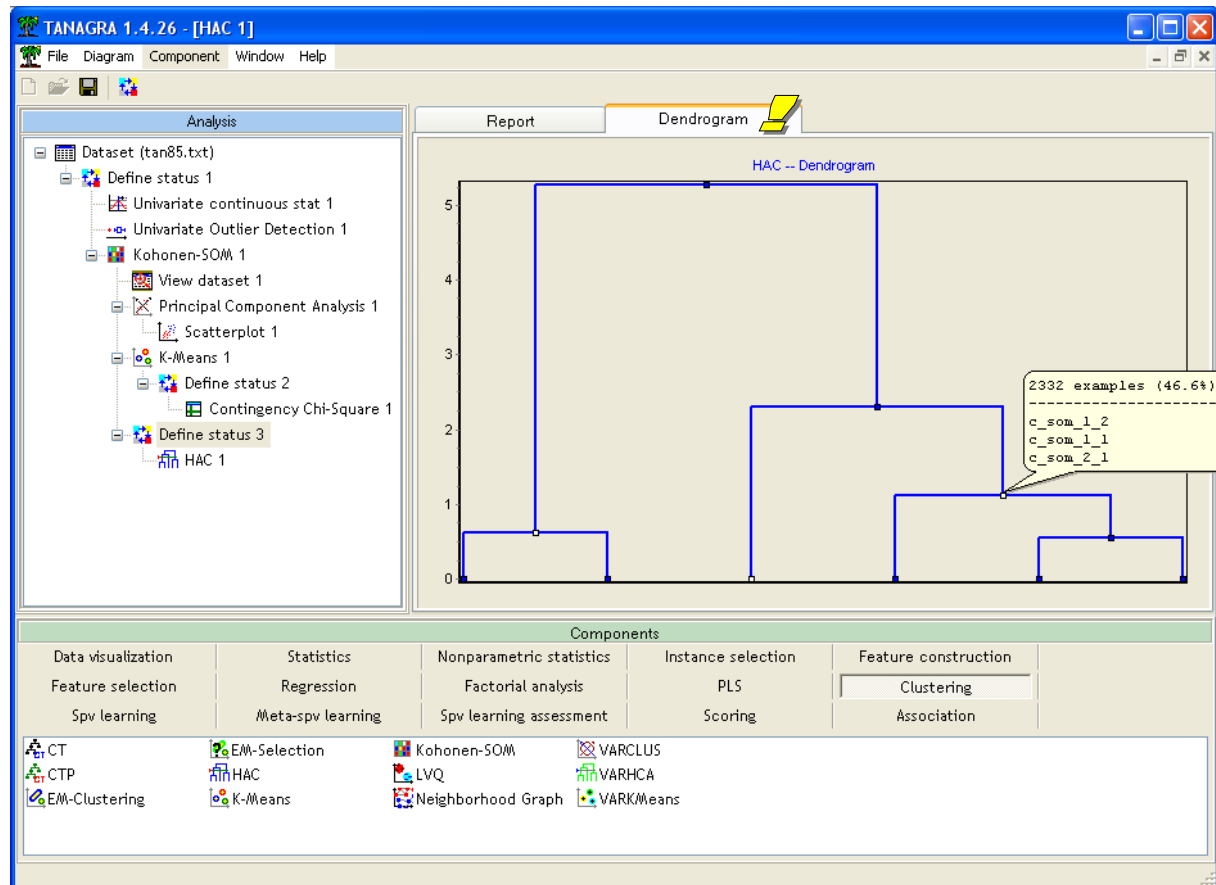 TANAGRA 1.4.26 - [HAC 1]
File Diagram Component Window Help
Analysis
Dataset (tan85.txt)
Define status 1
Univariate continuous stat 1
Univariate Outlier Detection 1
Kohonen-SOM 1
View dataset 1
Principal Component Analysis 1
Scatterplot 1
K-Means 1
Define status 2
Contingency Chi-Square 1
Define status 3
HAC 1
Report Dendrogram
HAC -- Dendrogram
5
4
3
2
1
0
2332 examples (46.6%)
--------------------
c_som_1_2
c_som_1_1
c_som_2_1
Components
Data visualization Statistics Nonparametric statistics Instance selection Feature construction
Feature selection Regression Factorial analysis PLS Clustering
Spv learning Meta-spv learning Spv learning assessment Scoring Association
CT EM-Selection Kohonen-SOM VARCLUS
CTP HAC LVQ VARHCA
EM-Clustering K-Means Neighborhood Graph VARKMeans